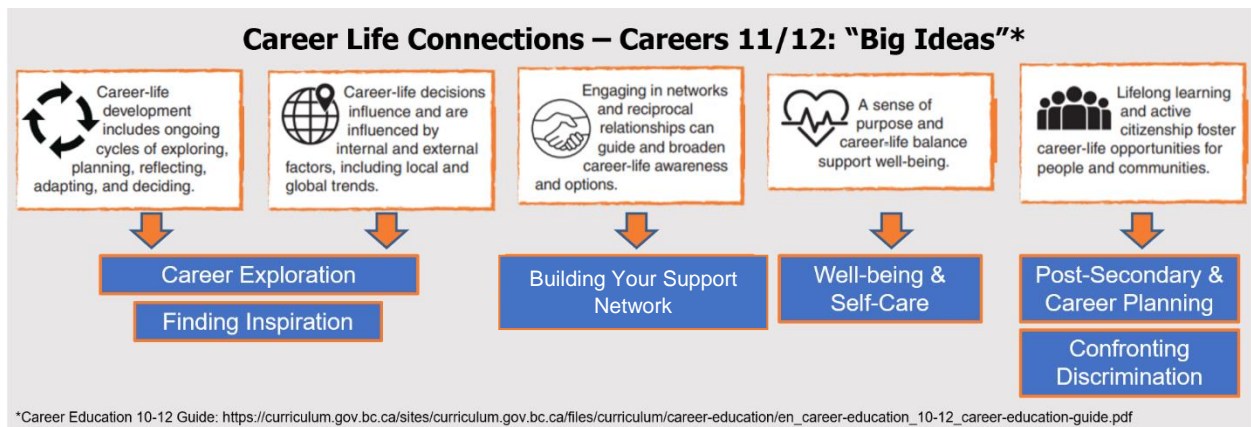 Career Life Connections – Careers 11/12: “Big Ideas”*
Career-life
development
includes ongoing
cycles of exploring,
planning, reflecting,
adapting, and deciding.
Career-life decisions
influence and are
influenced by
internal and external
factors, including local and
global trends.
Engaging in networks
and reciprocal
relationships can
guide and broaden
career-life awareness
and options.
A sense of
purpose and
career-life balance
support well-being.
Lifelong learning
and active
citizenship foster
career-life opportunities for
people and communities.
Career Exploration
Finding Inspiration
Building Your Support
Network
Well-being &
Self-Care
Post-Secondary &
Career Planning
Confronting
Discrimination
*Career Education 10-12 Guide: https://curriculum.gov.bc.ca/sites/curriculum.gov.bc.ca/files/curriculum/career-education/en_career-education_10-12_career-education-guide.pdf